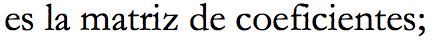 es la matriz de coeficientes;